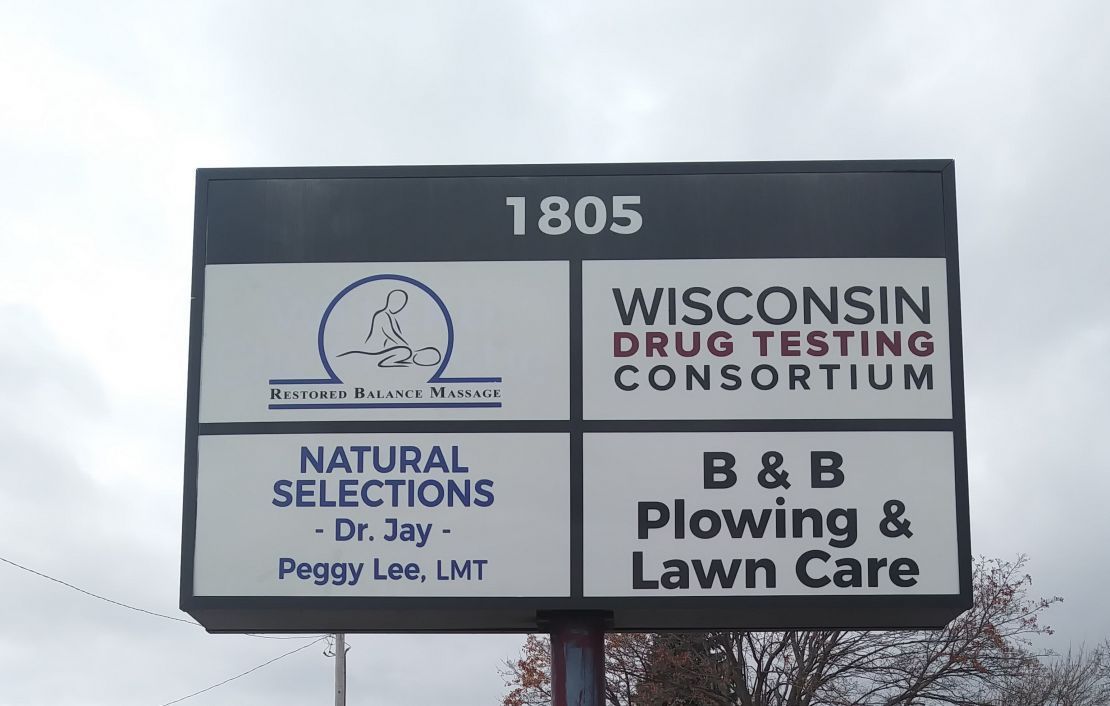 1805
RESTORED BALANCE MASSAGE
WISCONSIN
DRUG TESTING
CONSORTIUM
NATURAL
SELECTIONS
- Dr. Jay -
Peggy Lee, LMT
B & B
Plowing &
Lawn Care